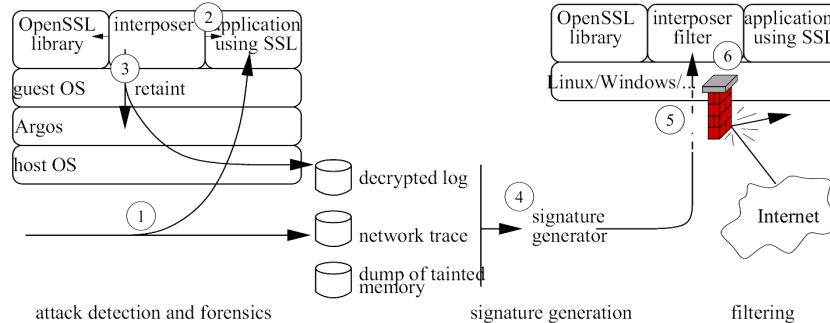 OpenSSL
library
interposer
2
application
using SSL
3
guest OS
retaint
Argos
host OS
1
decrypted log
network trace
dump of tainted
memory
4
signature
generator
OpenSSL
library
interposer
filter
application
using SSL
6
Linux/Windows/...
5
Internet
attack detection and forensics
signature generation
filtering